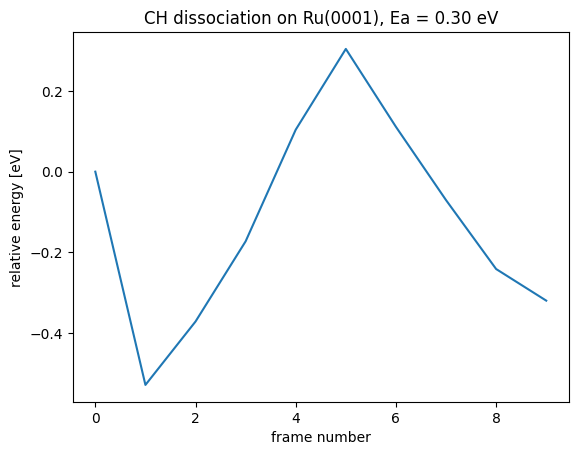 CH dissociation on Ru(0001), Ea = 0.30 eV
relative energy [eV]
0.2
0.0
−0.2
−0.4
0 2 4 6 8
frame number